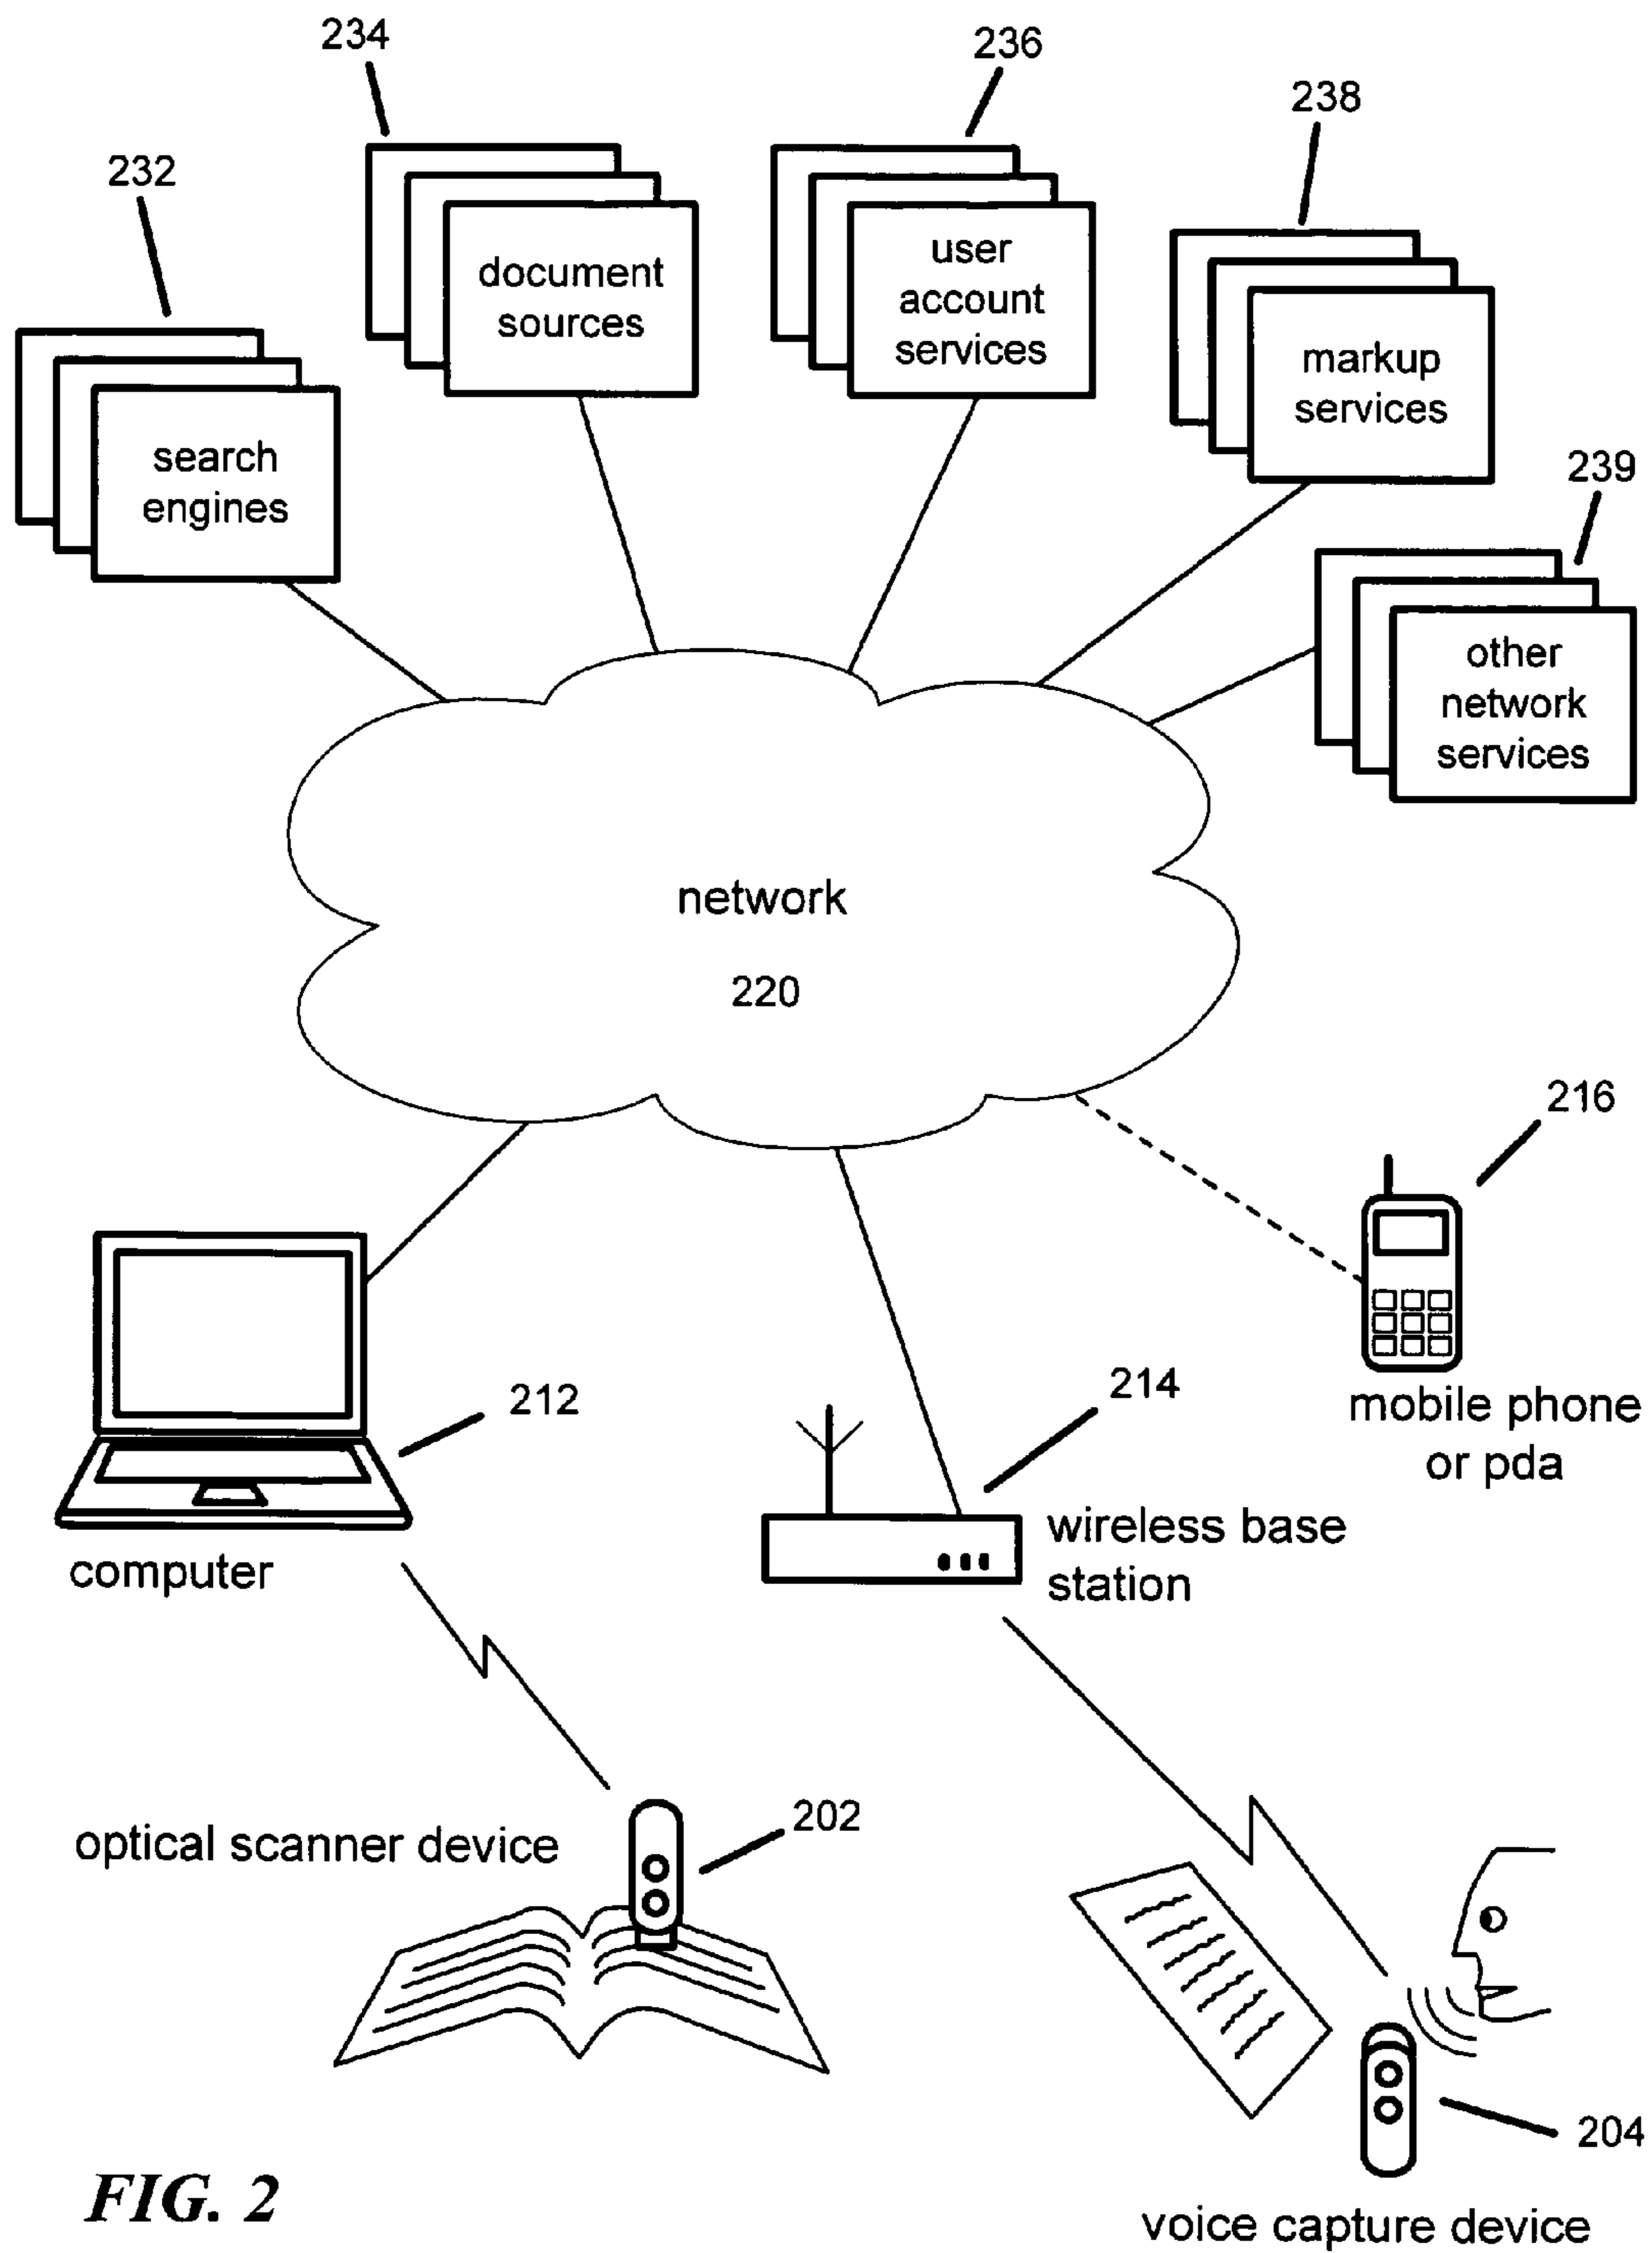 234
236
238
232
document
sources
user
account
services
markup
services
search
engines
239
other
network
services
network
220
216
mobile phone
or pda
212
214
computer
wireless base
station
optical scanner device
202
204
FIG. 2
voice capture device